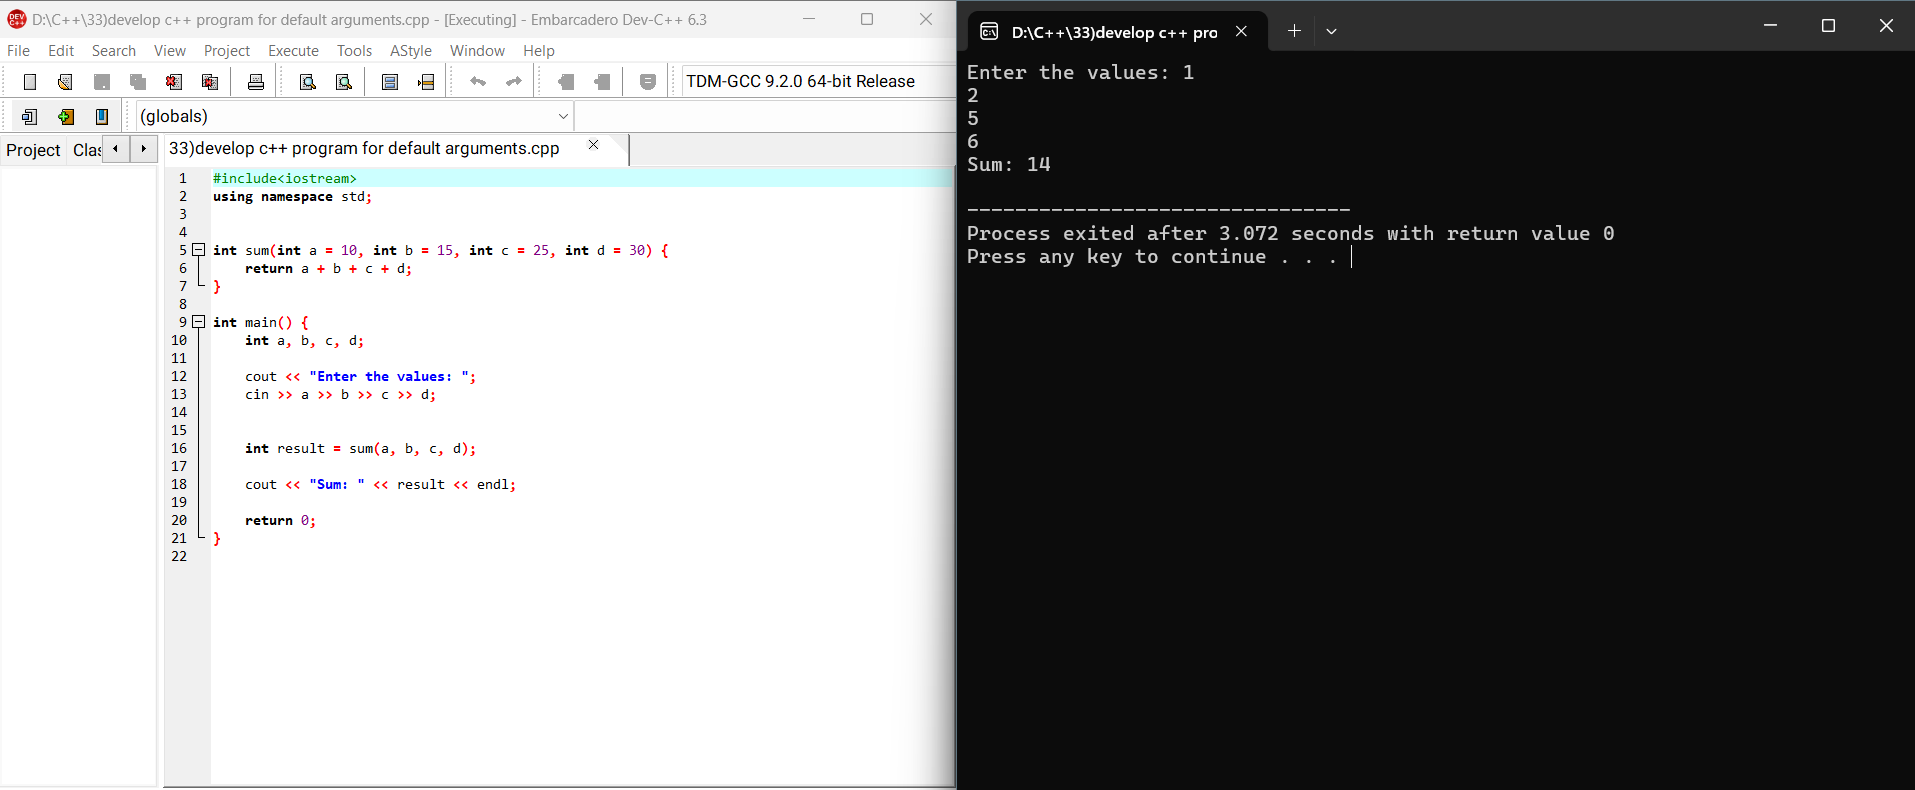 D:\C++\33)develop c++ program for default arguments.cpp - [Executing] - Embarcadero Dev-C++ 6.3
File Edit Search View Project Execute Tools AStyle Window Help
TDM-GCC 9.2.0 64-bit Release
(globals)
Project Clas
33)develop c++ program for default arguments.cpp
1 #include<iostream>
2 using namespace std;
3
4
5 int sum(int a = 10, int b = 15, int c = 25, int d = 30) {
6 return a + b + c + d;
7 }
8
9 int main() {
10 int a, b, c, d;
11
12 cout << "Enter the values: ";
13 cin >> a >> b >> c >> d;
14
15
16 int result = sum(a, b, c, d);
17
18 cout << "Sum: " << result << endl;
19
20 return 0;
21 }
22
D:\C++\33)develop c++ pro
Enter the values: 1
2
5
6
Sum: 14
--------------------------------
Process exited after 3.072 seconds with return value 0
Press any key to continue . . .